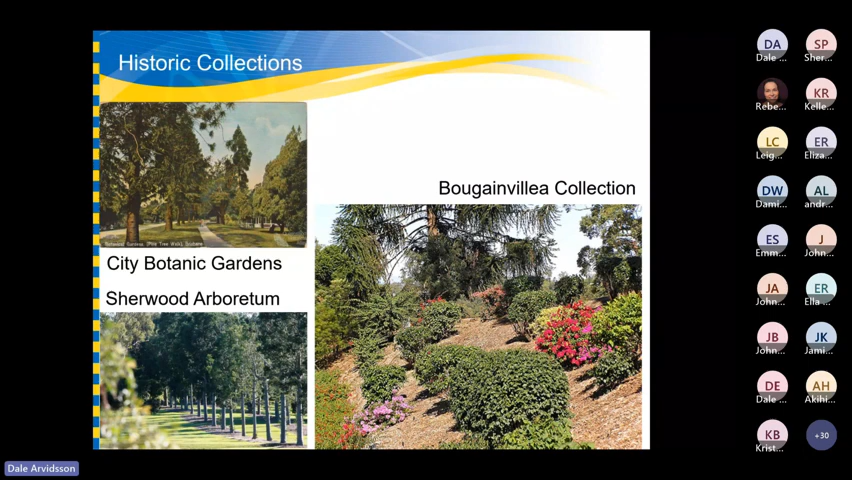 Historic Collections
Bougainvillea Collection
City Botanic Gardens
Sherwood Arboretum
DA
Dale ...
SP
Sher...
Rebe...
KR
Kelle...
LC
Leig...
ER
Eliza...
DW
Dami...
AL
andr...
ES
Emm...
J
John...
JA
John...
ER
Ella ...
JB
John...
JK
Jami...
DE
Dale ...
AH
Akihi...
KB
Krist...
+30
Dale Arvidsson